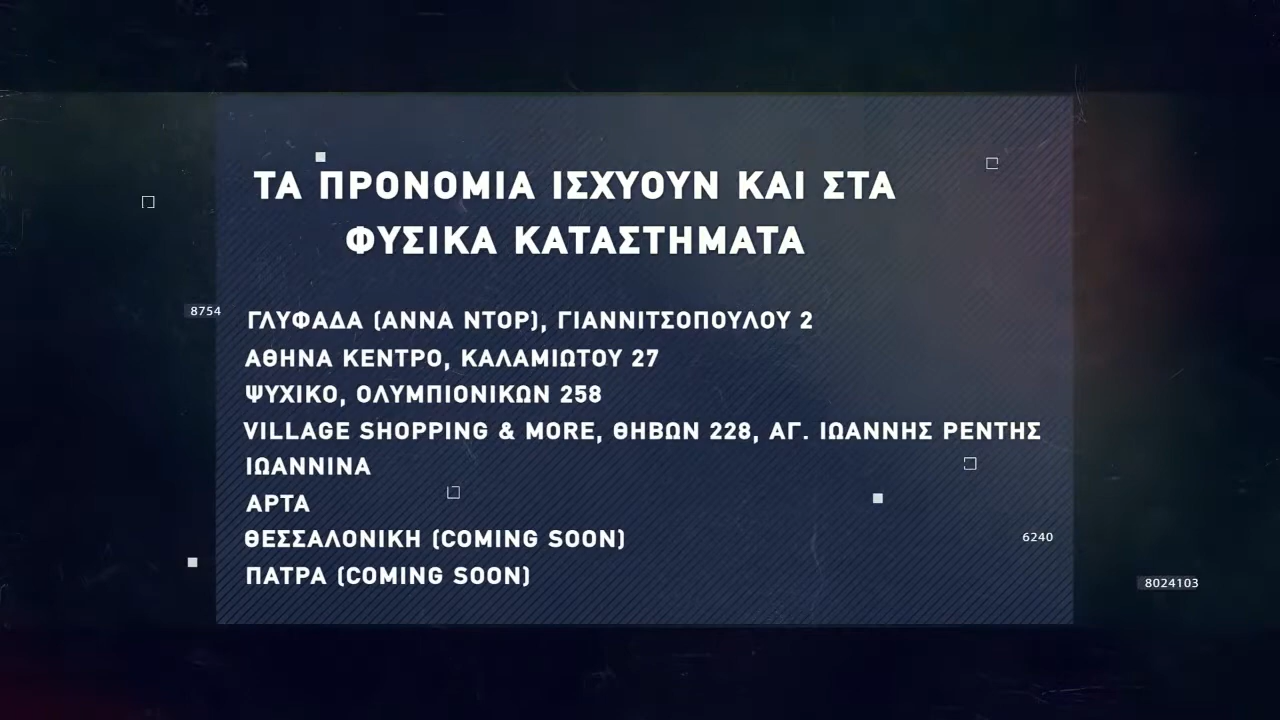 ΤΑ ΠΡΟΝΟΜΙΑ ΙΣΧΥΟΥΝ ΚΑΙ ΣΤΑ
ΦΥΣΙΚΑ ΚΑΤΑΣΤΗΜΑΤΑ
8754
ΓΛΥΦΑΔΑ (ΑΝΝΑ ΝΤΟΡ), ΓΙΑΝΝΙΤΣΟΠΟΥΛΟΥ 2
ΑΘΗΝΑ ΚΕΝΤΡΟ, ΚΑΛΑΜΙΩΤΟΥ 27
ΨΥΧΙΚΟ, ΟΛΥΜΠΙΟΝΙΚΩΝ 258
VILLAGE SHOPPING & MORE, ΘΗΒΩΝ 228, ΑΓ. ΙΩΑΝΝΗΣ ΡΕΝΤΗΣ
ΙΩΑΝΝΙΝΑ
ΑΡΤΑ
ΘΕΣΣΑΛΟΝΙΚΗ (COMING SOON)
6240
ΠΑΤΡΑ (COMING SOON)
8024103